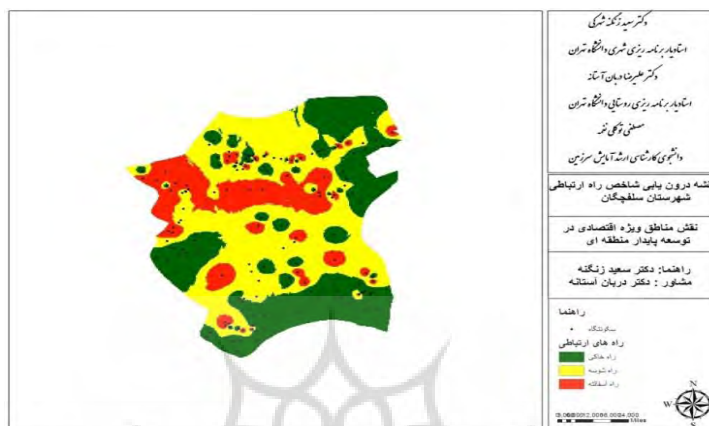 دکتر سعید زنگنه شهرکی
استادیار برنامه ریزی شهری دانشگاه تهران
دکتر علیرضا دربان آستانه
استادیار برنامه ریزی روستایی دانشگاه تهران
مصطفی توکلی نغمه
دانشجوی کارشناسی ارشد آمایش سرزمین
نقشه درون یابی شاخص راه ارتباطی
شهرستان سلفچگان
نقش مناطق ویژه اقتصادی در
توسعه پایدار منطقه ای
راهنما: دکتر سعید زنگنه
مشاور : دکتر دربان آستانه
راهنما
سکونتگاه
راه های ارتباطی
راه خاکی
راه شوسه
راه آسفالته
N
W
E
S
Miles